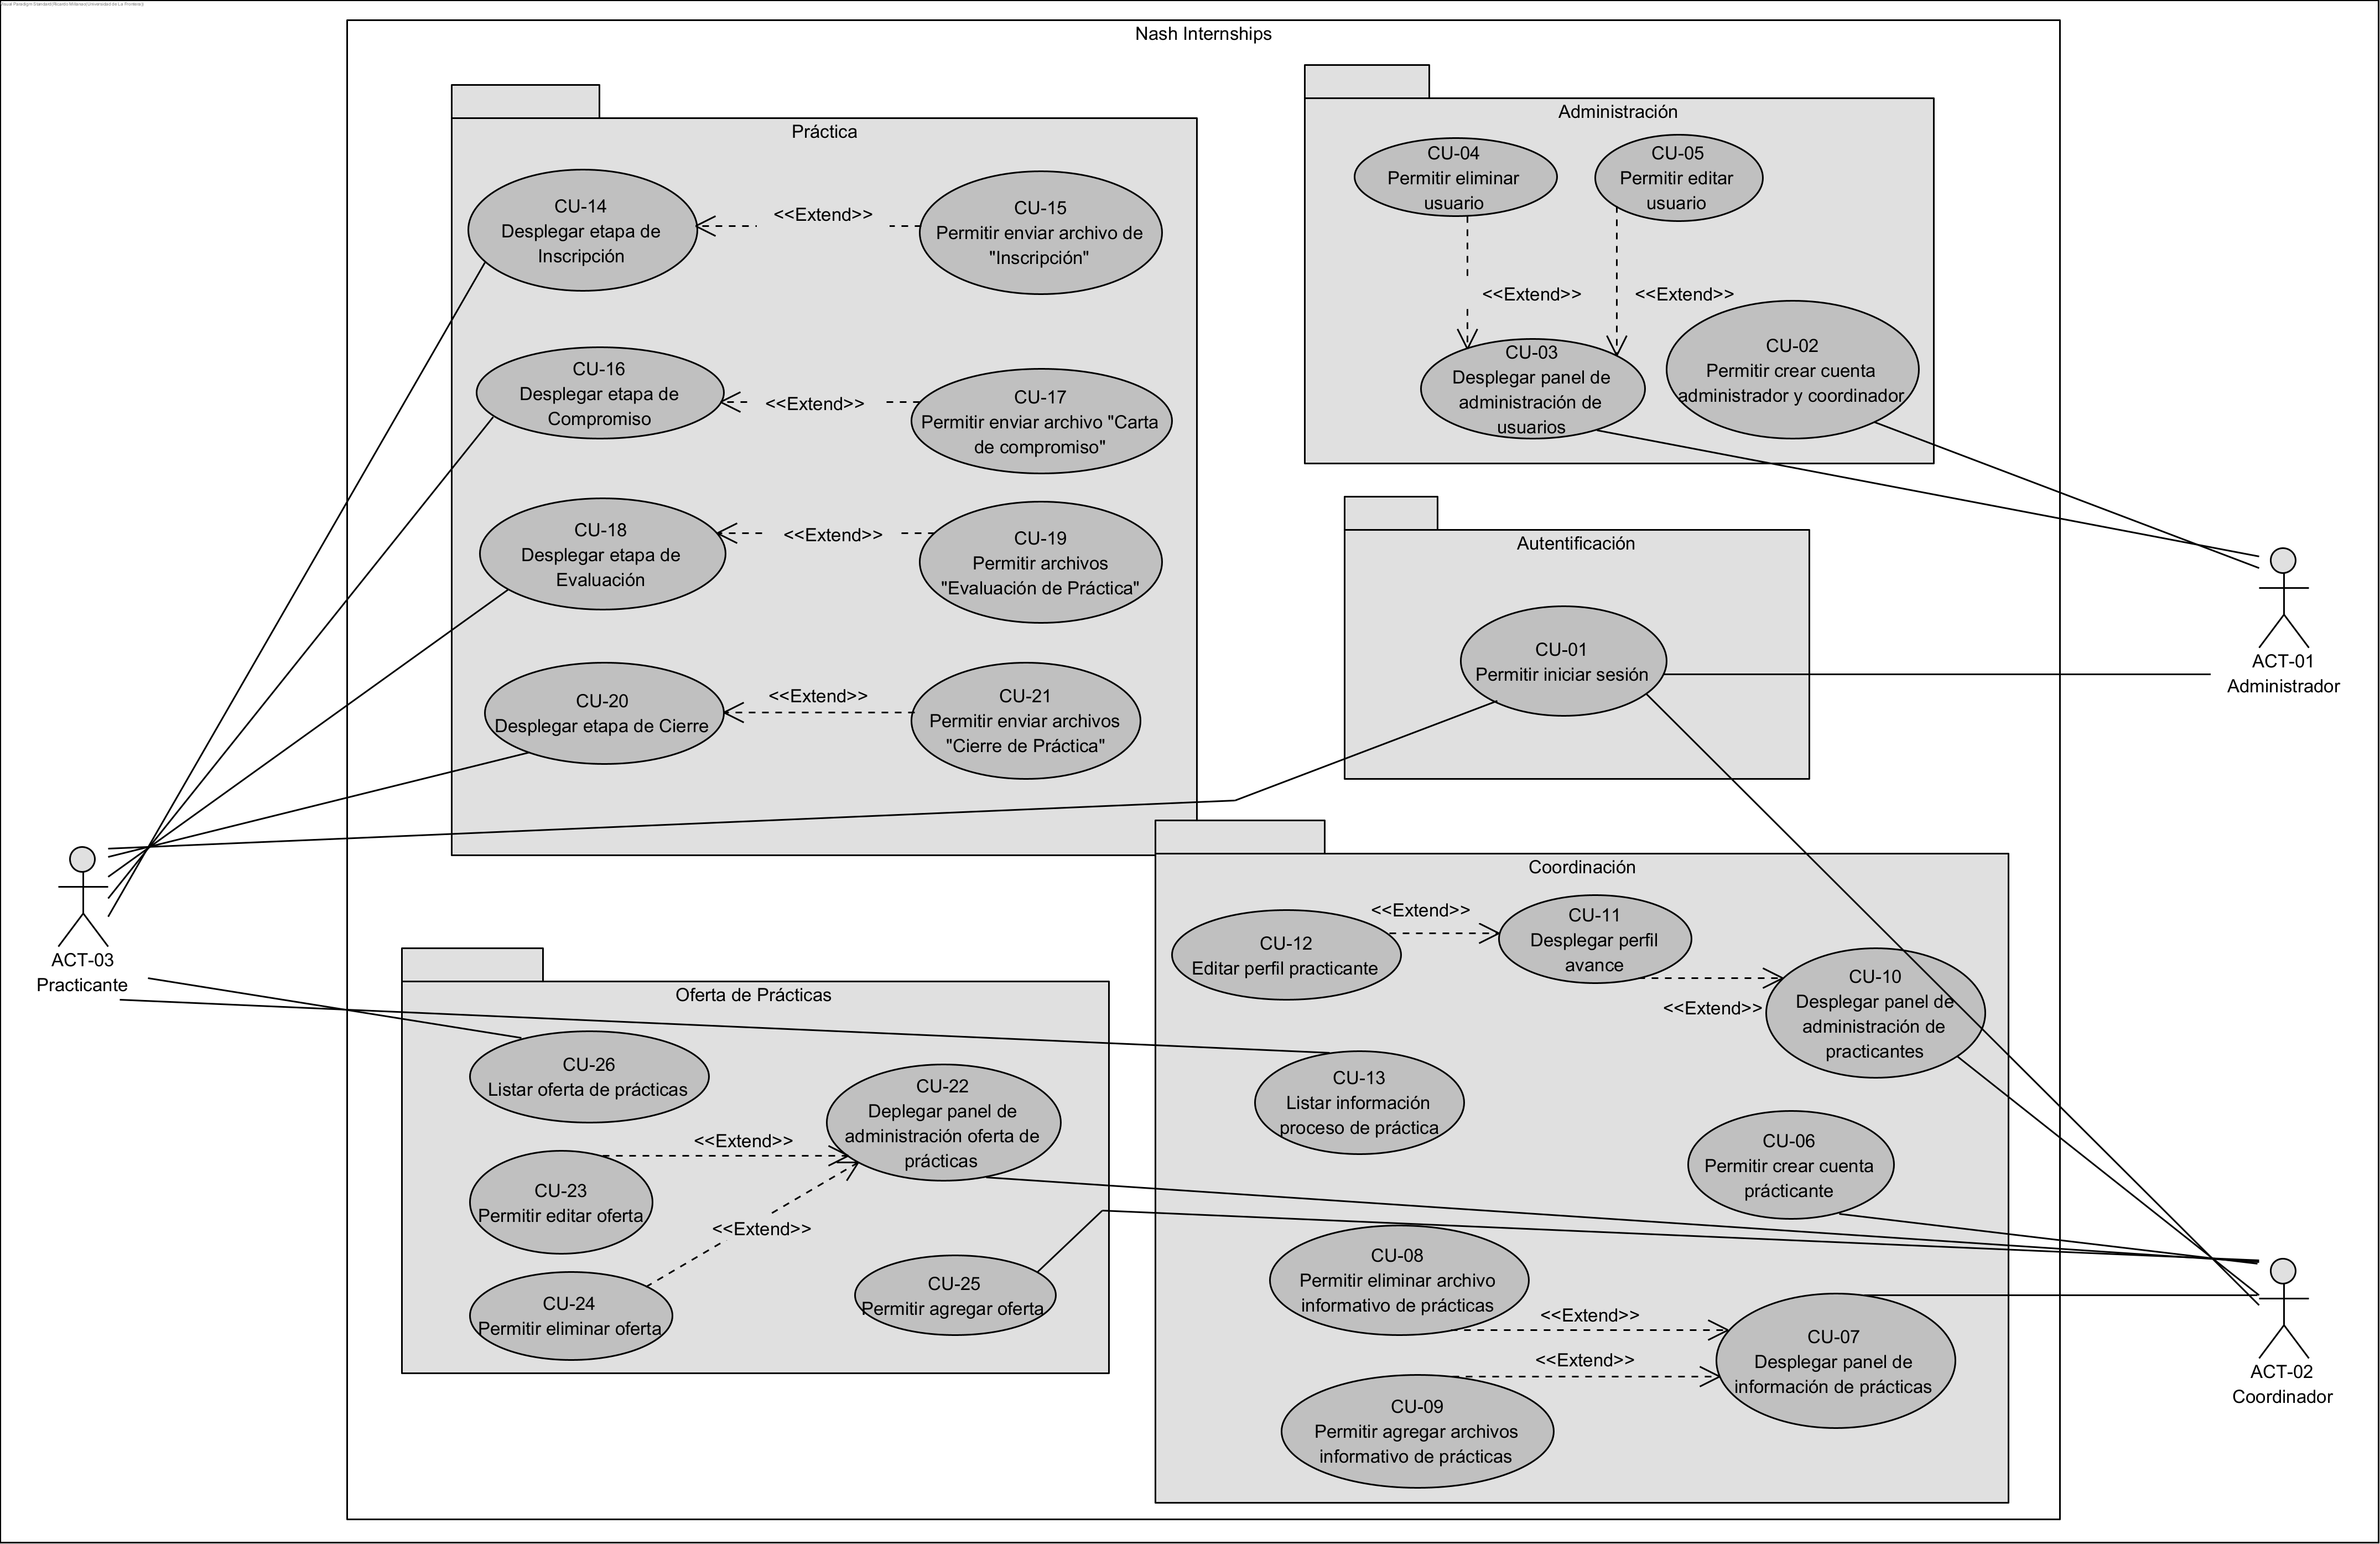 Visual Paradigm Standard(Ricardo Millanao(Universidad de La Frontera))
Nash Internships
Práctica
CU-14
Desplegar etapa de
Inscripción
<<Extend>>
CU-15
Permitir enviar archivo de
"Inscripción"
CU-16
Desplegar etapa de
Compromiso
<<Extend>>
CU-17
Permitir enviar archivo "Carta
de compromiso"
CU-18
Desplegar etapa de
Evaluación
<<Extend>>
CU-19
Permitir archivos
"Evaluación de Práctica"
CU-20
Desplegar etapa de Cierre
<<Extend>>
CU-21
Permitir enviar archivos
"Cierre de Práctica"
Administración
CU-04
Permitir eliminar
usuario
CU-05
Permitir editar
usuario
<<Extend>>
<<Extend>>
CU-03
Desplegar panel de
administración de
usuarios
CU-02
Permitir crear cuenta
administrador y coordinador
Autentificación
CU-01
Permitir iniciar sesión
ACT-01
Administrador
ACT-03
Practicante
Coordinación
CU-12
Editar perfil practicante
<<Extend>>
CU-11
Desplegar perfil
avance
<<Extend>>
CU-10
Desplegar panel de
administración de
practicantes
CU-13
Listar información
proceso de práctica
CU-06
Permitir crear cuenta
prácticante
CU-08
Permitir eliminar archivo
informativo de prácticas
<<Extend>>
<<Extend>>
CU-07
Desplegar panel de
información de prácticas
CU-09
Permitir agregar archivos
informativo de prácticas
Oferta de Prácticas
CU-26
Listar oferta de prácticas
CU-22
Deplegar panel de
administración oferta de
prácticas
<<Extend>>
CU-23
Permitir editar oferta
<<Extend>>
CU-24
Permitir eliminar oferta
CU-25
Permitir agregar oferta
ACT-02
Coordinador